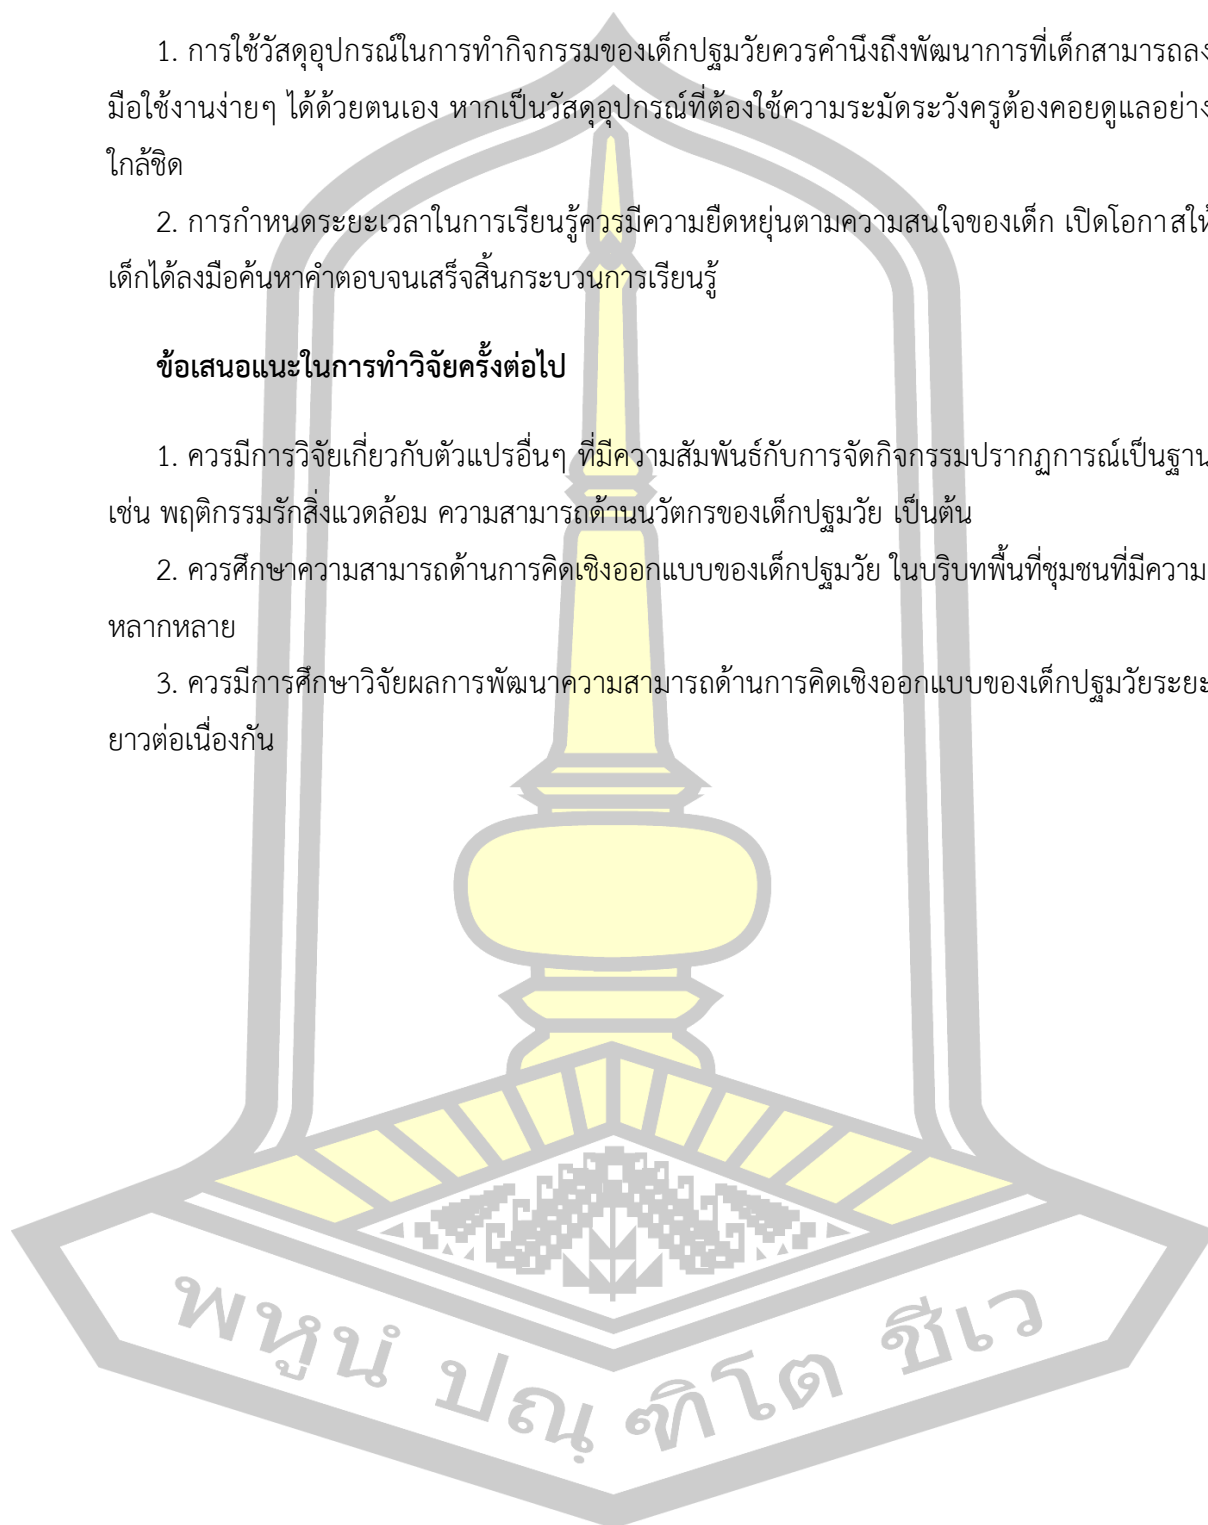 1. การใช้วัสดุอุปกรณ์ในการทำกิจกรรมของเด็กปฐมวัยควรคำนึงถึงพัฒนาการที่เด็กสามารถลง
มือใช้งานง่ายๆ ได้ด้วยตนเอง หากเป็นวัสดุอุปกรณ์ที่ต้องใช้ความระมัดระวังครูต้องคอยดูแลอย่าง
ใกล้ชิด
2. การกำหนดระยะเวลาในการเรียนรู้ควรมีความยืดหยุ่นตามความสนใจของเด็ก เปิดโอกาสให้
เด็กได้ลงมือค้นหาคำตอบจนเสร็จสิ้นกระบวนการเรียนรู้
ข้อเสนอแนะในการทำวิจัยครั้งต่อไป
1. ควรมีการวิจัยเกี่ยวกับตัวแปรอื่นๆ ที่มีความสัมพันธ์กับการจัดกิจกรรมปรากฏการณ์เป็นฐาน
เช่น พฤติกรรมรักสิ่งแวดล้อม ความสามารถด้านนวัตกรของเด็กปฐมวัย เป็นต้น
2. ควรศึกษาความสามารถด้านการคิดเชิงออกแบบของเด็กปฐมวัย ในบริบทพื้นที่ชุมชนที่มีความ
หลากหลาย
3. ควรมีการศึกษาวิจัยผลการพัฒนาความสามารถด้านการคิดเชิงออกแบบของเด็กปฐมวัยระยะ
ยาวต่อเนื่องกัน
พหูนํ ปณฺฑิโต ชีเว